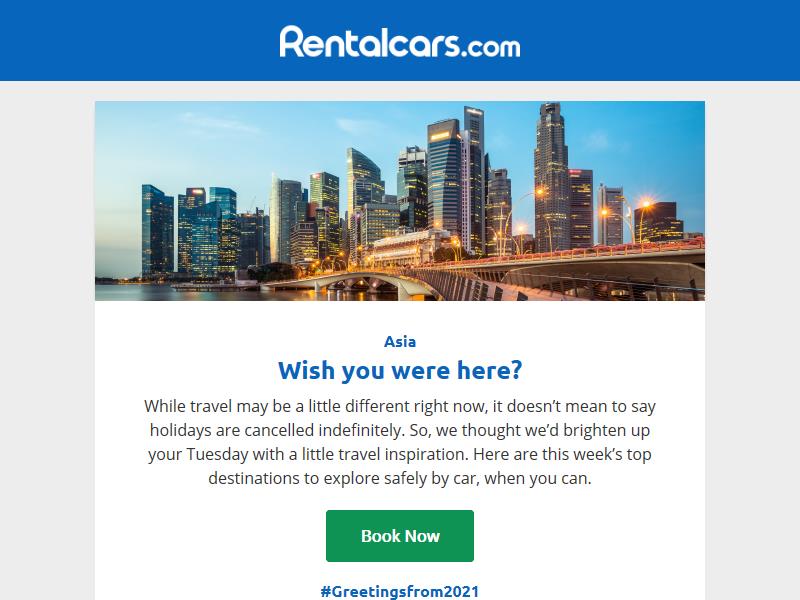 Rentalcars.com
Asia
Wish you were here?
While travel may be a little different right now, it doesn’t mean to say
holidays are cancelled indefinitely. So, we thought we’d brighten up
your Tuesday with a little travel inspiration. Here are this week’s top
destinations to explore safely by car, when you can.
Book Now
#Greetingsfrom2021